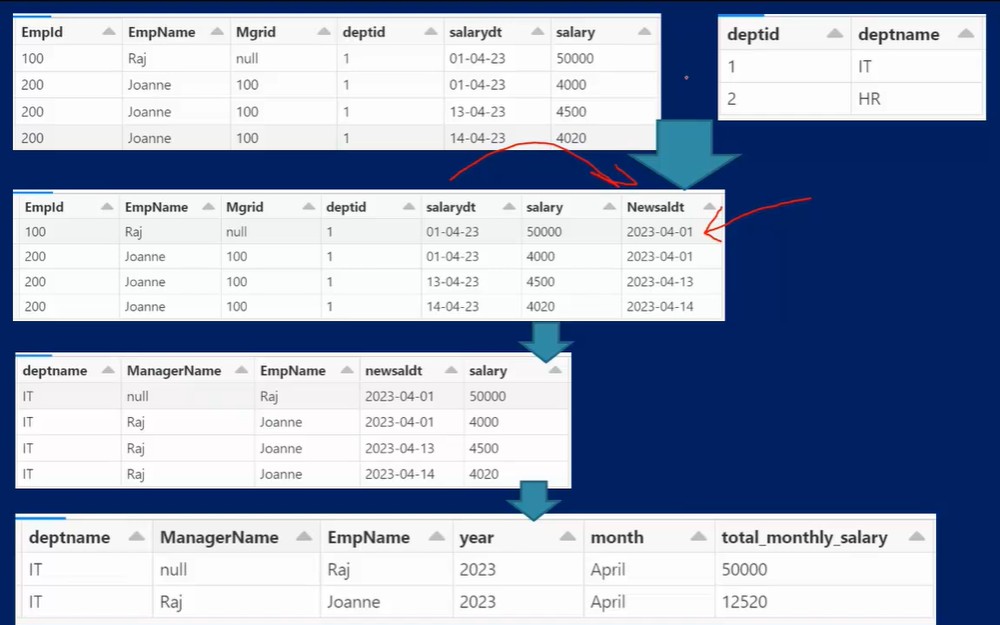 EmpId EmpName Mgrid deptid salarydt salary
100 Raj null 1 01-04-23 50000
200 Joanne 100 1 01-04-23 4000
200 Joanne 100 1 13-04-23 4500
200 Joanne 100 1 14-04-23 4020
deptid deptname
1 IT
2 HR
EmpId EmpName Mgrid deptid salarydt salary Newsaldt
100 Raj null 1 01-04-23 50000 2023-04-01
200 Joanne 100 1 01-04-23 4000 2023-04-01
200 Joanne 100 1 13-04-23 4500 2023-04-13
200 Joanne 100 1 14-04-23 4020 2023-04-14
deptname ManagerName EmpName newsaldt salary
IT null Raj 2023-04-01 50000
IT Raj Joanne 2023-04-01 4000
IT Raj Joanne 2023-04-13 4500
IT Raj Joanne 2023-04-14 4020
deptname ManagerName EmpName year month total_monthly_salary
IT null Raj 2023 April 50000
IT Raj Joanne 2023 April 12520